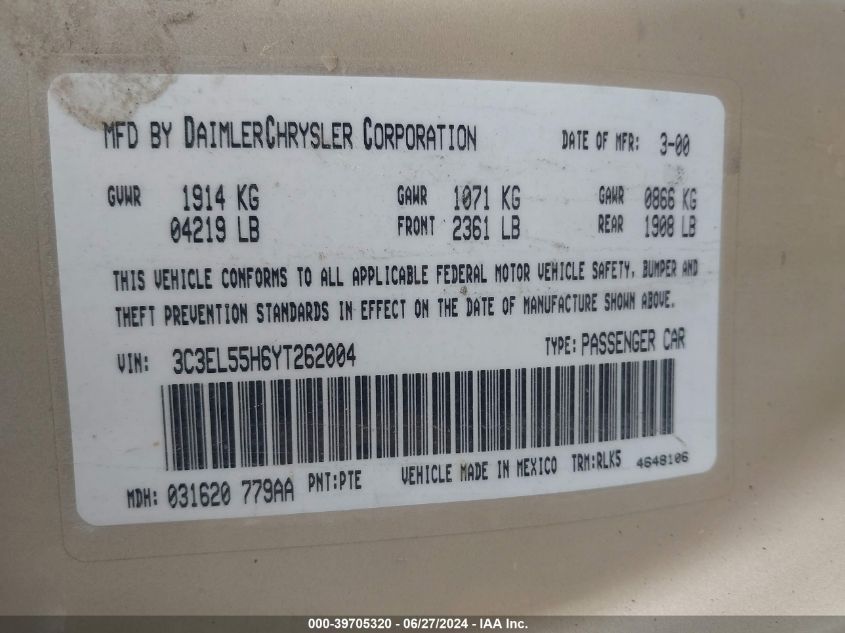 MFD BY DAIMLERCHRYSLER CORPORATION DATE OF MFR: 3-00
GVWR 1914 KG GAWR 1071 KG GAWR 0866 KG
04219 LB FRONT 2361 LB REAR 1908 LB
THIS VEHICLE CONFORMS TO ALL APPLICABLE FEDERAL MOTOR VEHICLE SAFETY, BUMPER AND
THEFT PREVENTION STANDARDS IN EFFECT ON THE DATE OF MANUFACTURE SHOWN ABOVE.
VIN: 3C3EL55H6YT262004 TYPE: PASSENGER CAR
MDH: 031620 779AA PNT:PTE VEHICLE MADE IN MEXICO TRM:RLK5 4648106
000-39705320 - 06/27/2024 - IAA Inc.